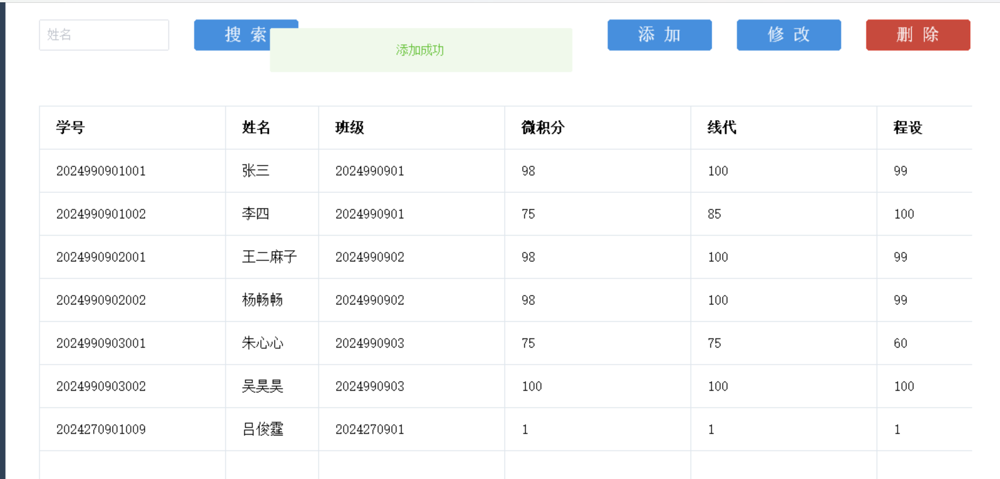 姓名 搜 索 添 加 修 改 删 除
添加成功
学号 姓名 班级 微积分 线代 程设
2024990901001 张三 2024990901 98 100 99
2024990901002 李四 2024990901 75 85 100
2024990902001 王二麻子 2024990902 98 100 99
2024990902002 杨畅畅 2024990902 98 100 99
2024990903001 朱心心 2024990903 75 75 60
2024990903002 吴昊昊 2024990903 100 100 100
2024270901009 吕俊霆 2024270901 1 1 1